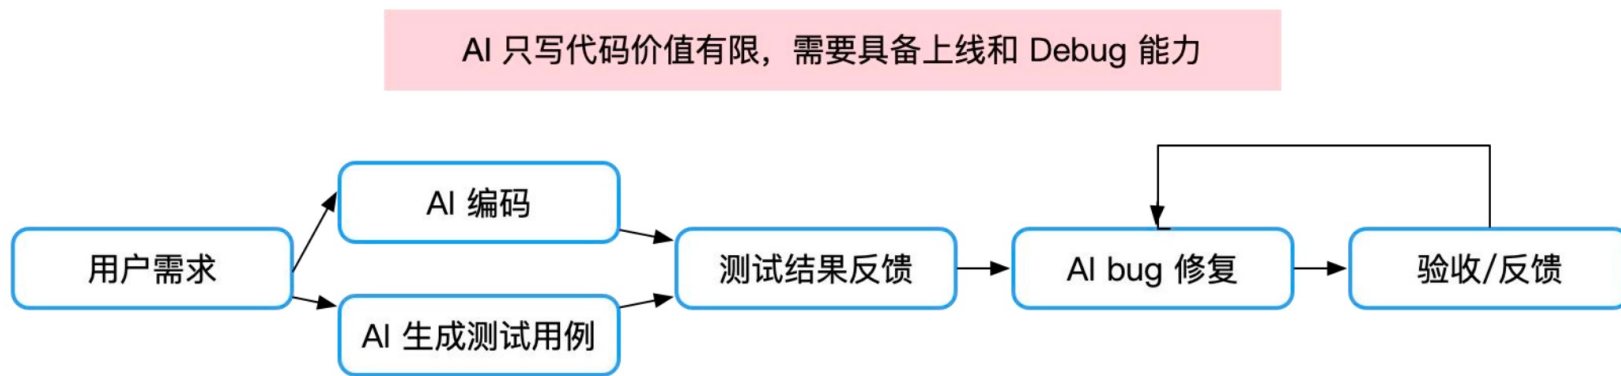 AI 只写代码价值有限，需要具备上线和 Debug 能力
用户需求
AI 编码
AI 生成测试用例
测试结果反馈
AI bug 修复
验收/反馈